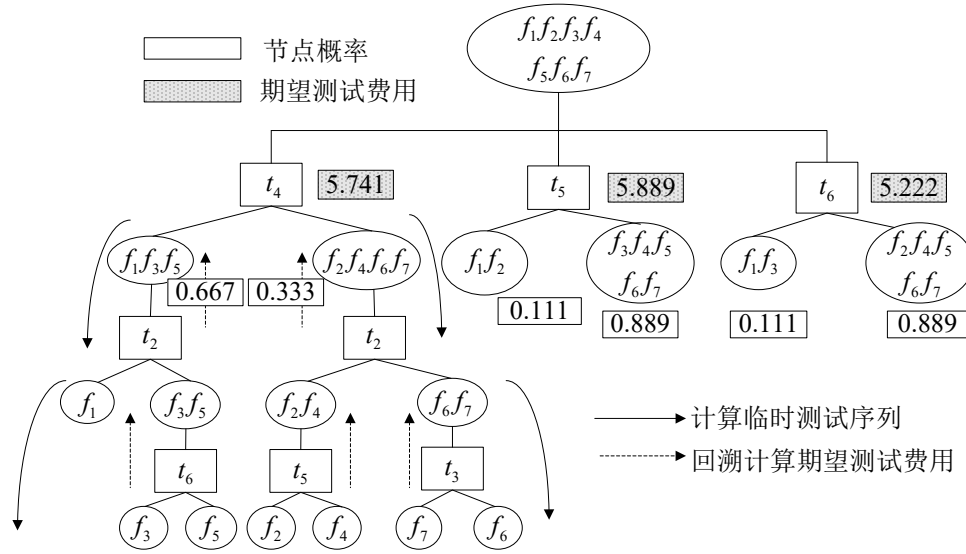 f₁f₂f₃f₄
f₅f₆f₇
节点概率
期望测试费用
t₄
5.741
t₅
5.889
t₆
5.222
f₁f₃f₅
f₂f₄f₆f₇
f₁f₂
f₃f₄f₅
f₆f₇
f₁f₃
f₂f₄f₅
f₆f₇
0.667
0.333
0.111
0.889
0.111
0.889
t₂
t₂
f₁
f₃f₅
f₂f₄
f₆f₇
计算临时测试序列
回溯计算期望测试费用
t₆
t₅
t₃
f₃
f₅
f₂
f₄
f₇
f₆